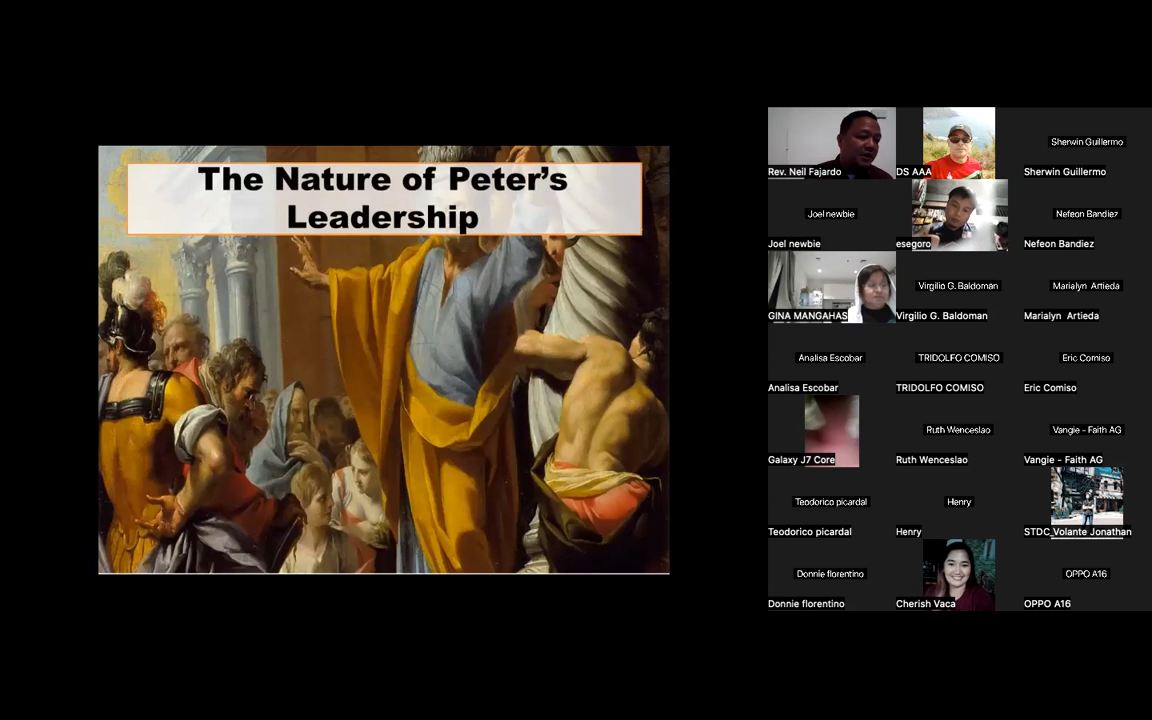 The Nature of Peter's
Leadership
Rev. Neil Fajardo
DS AAA
Sherwin Guillermo
Sherwin Guillermo
Joel newbie
Joel newbie
esegoro
Nefeon Bandiez
Nefeon Bandiez
GINA MANGAHAS
Virgilio G. Baldoman
Virgilio G. Baldoman
Marialyn Artieda
Marialyn Artieda
Analisa Escobar
Analisa Escobar
TRIDOLFO COMISO
TRIDOLFO COMISO
Eric Comiso
Eric Comiso
Galaxy J7 Core
Ruth Wenceslao
Ruth Wenceslao
Vangie - Faith AG
Vangie - Faith AG
Teodorico picardal
Teodorico picardal
Henry
Henry
STDC_Volante Jonathan
Donnie florentino
Donnie florentino
Cherish Vaca
OPPO A16
OPPO A16